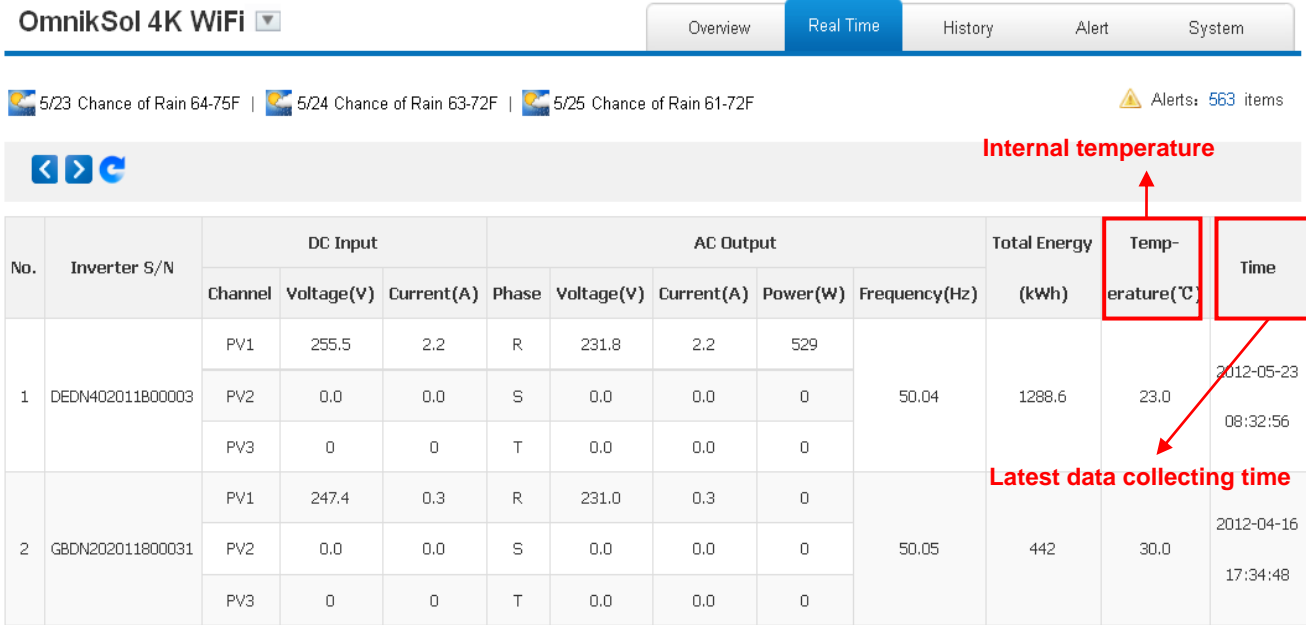 OmnikSol 4K WiFi
Overview Real Time History Alert System
5/23 Chance of Rain 64-75F | 5/24 Chance of Rain 63-72F | 5/25 Chance of Rain 61-72F
Alerts: 563 items
Internal temperature
No. Inverter S/N DC Input AC Output Total Energy (kWh) Temp-erature(℃) Time
Channel Voltage(V) Current(A) Phase Voltage(V) Current(A) Power(W) Frequency(Hz)
PV1 255.5 2.2 R 231.8 2.2 529
1 DEDN402011B00003 PV2 0.0 0.0 S 0.0 0.0 0 50.04 1288.6 23.0 2012-05-23 08:32:56
PV3 0 0 T 0.0 0.0 0
Latest data collecting time
PV1 247.4 0.3 R 231.0 0.3 0
2 GBDN202011800031 PV2 0.0 0.0 S 0.0 0.0 0 50.05 442 30.0 2012-04-16 17:34:48
PV3 0 0 T 0.0 0.0 0